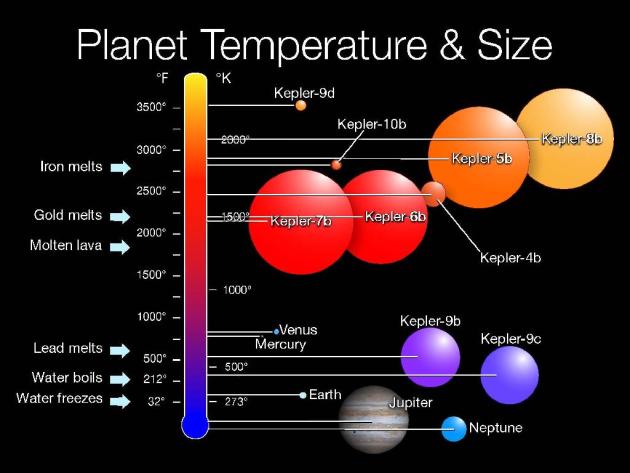 Planet Temperature & Size
°F
°K
Kepler-9d
3500°
Kepler-10b
2000°
Kepler-8b
3000°
Kepler-5b
Iron melts
2500°
Gold melts
1500°
Kepler-7b
Kepler-6b
2000°
Molten lava
Kepler-4b
1500°
1000°
1000°
Kepler-9b
Venus
Kepler-9c
Mercury
Lead melts
500°
500°
Water boils
212°
Earth
Water freezes
32°
273°
Jupiter
Neptune